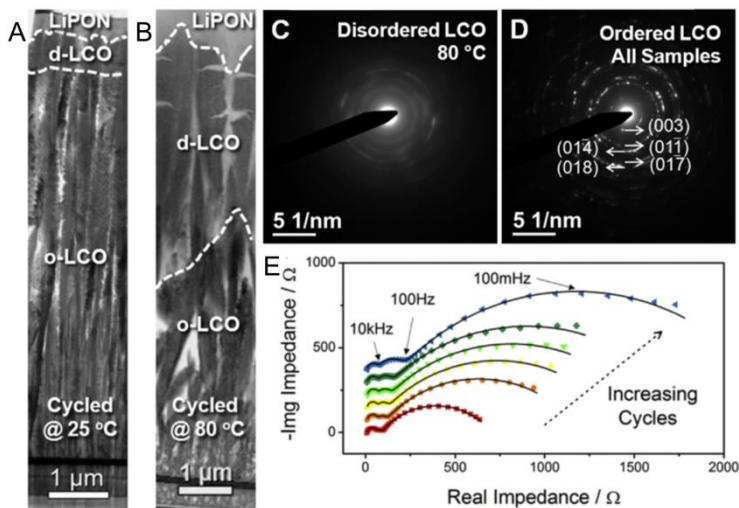 A
LiPON
d-LCO
o-LCO
Cycled
@ 25 °C
1 μm
B
LiPON
d-LCO
o-LCO
Cycled
@ 80 °C
1 μm
C
Disordered LCO
80 °C
5 1/nm
D
Ordered LCO
All Samples
(003)
(014̄) (011̄)
(018) (017̄)
5 1/nm
E
-Img Impedance / Ω
1000
500
0
10kHz
100Hz
100mHz
Increasing
Cycles
0 500 1000 1500 2000
Real Impedance / Ω